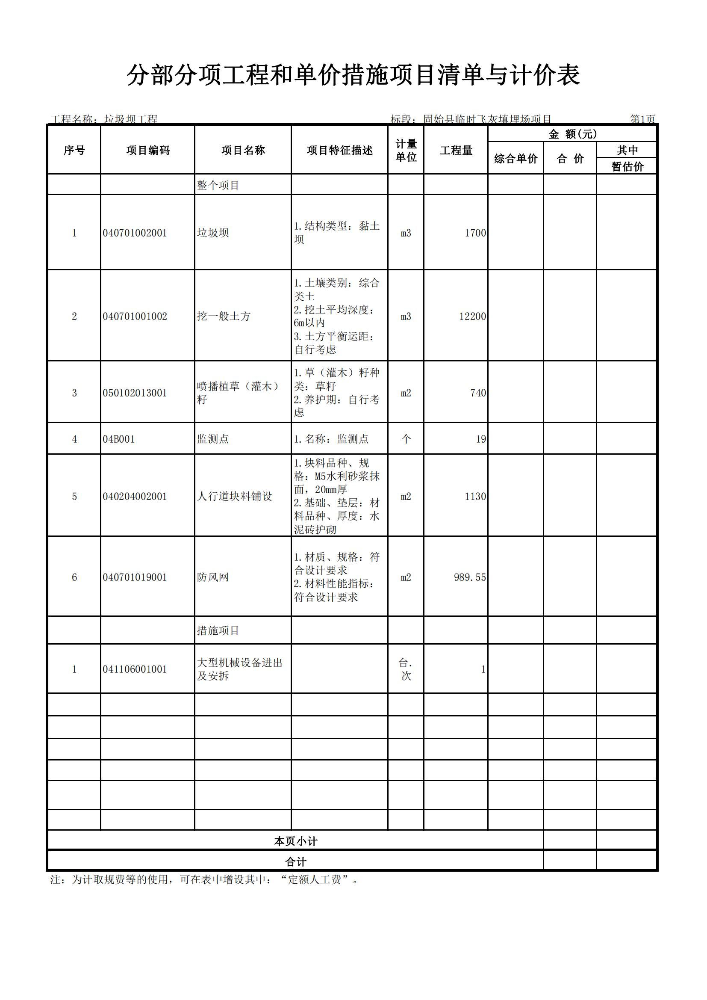 分部分项工程和单价措施项目清单与计价表
工程名称：垃圾坝工程 标段：固始县临时飞灰填埋场项目 第1页
序号 项目编码 项目名称 项目特征描述 计量单位 工程量 金 额(元)
综合单价 合 价 其中
暂估价
整个项目
1 040701002001 垃圾坝 1.结构类型：黏土
坝 m3 1700
2 040701001002 挖一般土方 1.土壤类别：综合
类土
2.挖土平均深度：
6m以内
3.土方平衡运距：
自行考虑 m3 12200
3 050102013001 喷播植草（灌木）
籽 1.草（灌木）籽种
类：草籽
2.养护期：自行考
虑 m2 740
4 04B001 监测点 1.名称：监测点 个 19
5 040204002001 人行道块料铺设 1.块料品种、规
格：M5水利砂浆抹
面，20mm厚
2.基础、垫层：材
料品种、厚度：水
泥砖护砌 m2 1130
6 040701019001 防风网 1.材质、规格：符
合设计要求
2.材料性能指标：
符合设计要求 m2 989.55
措施项目
1 041106001001 大型机械设备进出
及安拆 台.
次 1
本页小计
合计
注：为计取规费等的使用，可在表中增设其中：“定额人工费”。